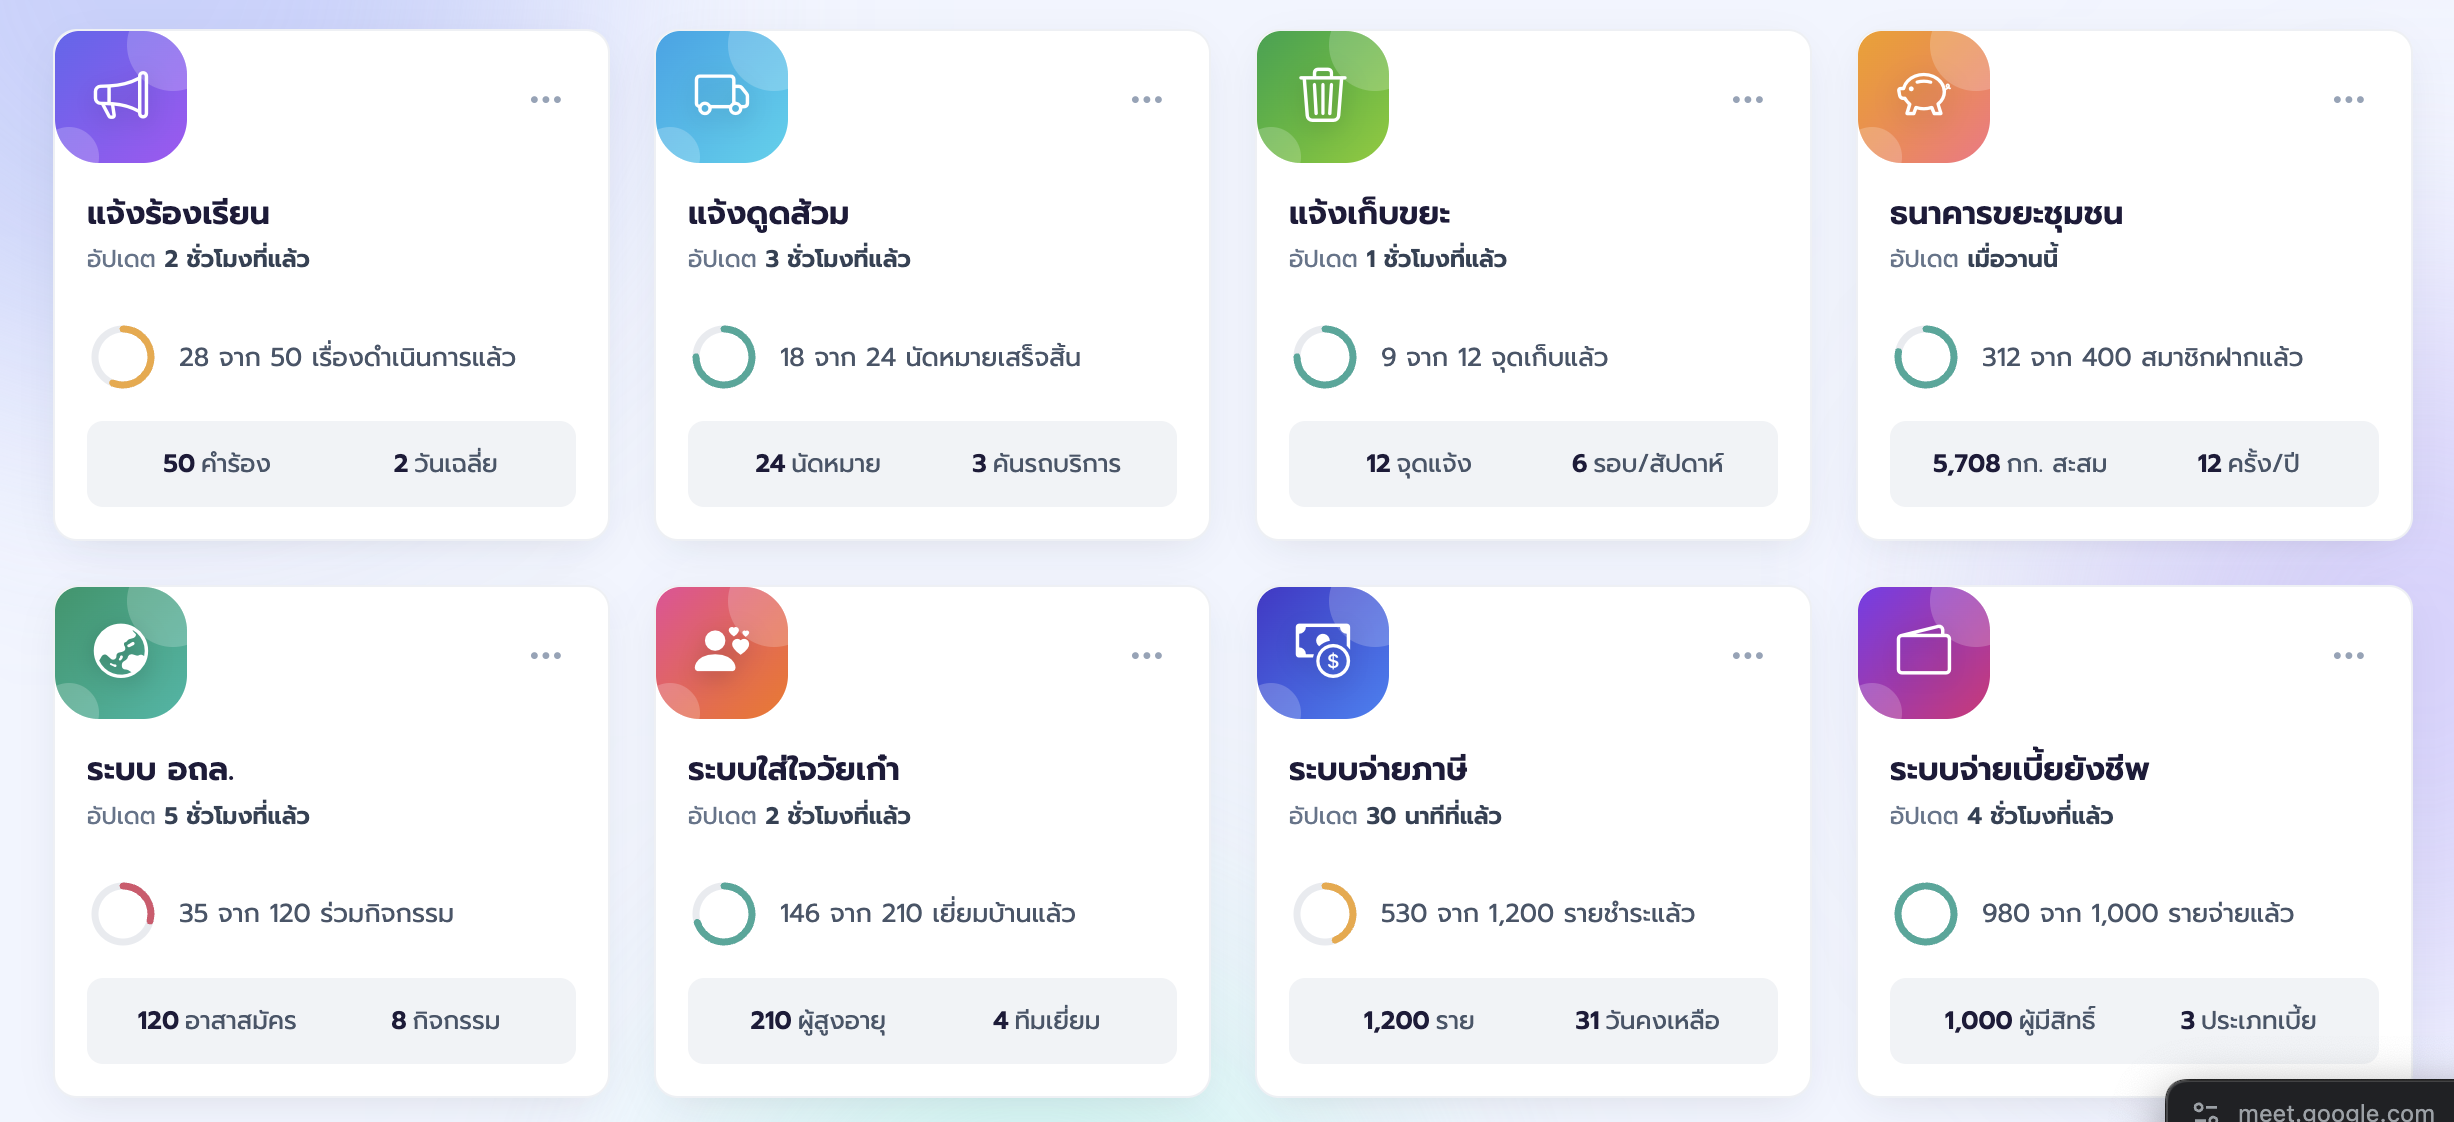 แจ้งร้องเรียน
อัปเดต 2 ชั่วโมงที่แล้ว
28 จาก 50 เรื่องดำเนินการแล้ว
50 คำร้อง
2 วันเฉลี่ย
แจ้งดูดส้วม
อัปเดต 3 ชั่วโมงที่แล้ว
18 จาก 24 นัดหมายเสร็จสิ้น
24 นัดหมาย
3 คันรถบริการ
แจ้งเก็บขยะ
อัปเดต 1 ชั่วโมงที่แล้ว
9 จาก 12 จุดเก็บแล้ว
12 จุดแจ้ง
6 รอบ/สัปดาห์
ธนาคารขยะชุมชน
อัปเดต เมื่อวานนี้
312 จาก 400 สมาชิกฝากแล้ว
5,708 กก. สะสม
12 ครั้ง/ปี
ระบบ อถล.
อัปเดต 5 ชั่วโมงที่แล้ว
35 จาก 120 ร่วมกิจกรรม
120 อาสาสมัคร
8 กิจกรรม
ระบบใส่ใจวัยเก๋า
อัปเดต 2 ชั่วโมงที่แล้ว
146 จาก 210 เยี่ยมบ้านแล้ว
210 ผู้สูงอายุ
4 ทีมเยี่ยม
ระบบจ่ายภาษี
อัปเดต 30 นาทีที่แล้ว
530 จาก 1,200 รายชำระแล้ว
1,200 ราย
31 วันคงเหลือ
ระบบจ่ายเบี้ยยังชีพ
อัปเดต 4 ชั่วโมงที่แล้ว
980 จาก 1,000 รายจ่ายแล้ว
1,000 ผู้มีสิทธิ์
3 ประเภทเบี้ย
meet.google.com